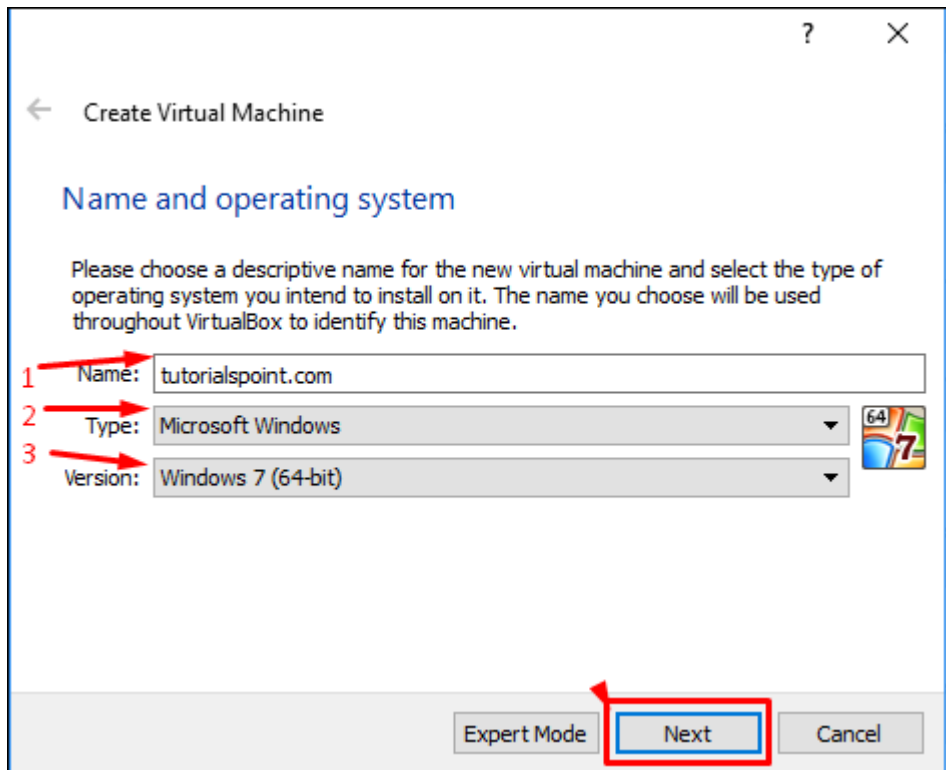 ?
Create Virtual Machine
Name and operating system
Please choose a descriptive name for the new virtual machine and select the type of
operating system you intend to install on it. The name you choose will be used
throughout VirtualBox to identify this machine.
1 Name: tutorialspoint.com
2 Type: Microsoft Windows
64
7
3 Version: Windows 7 (64-bit)
Expert Mode Next Cancel